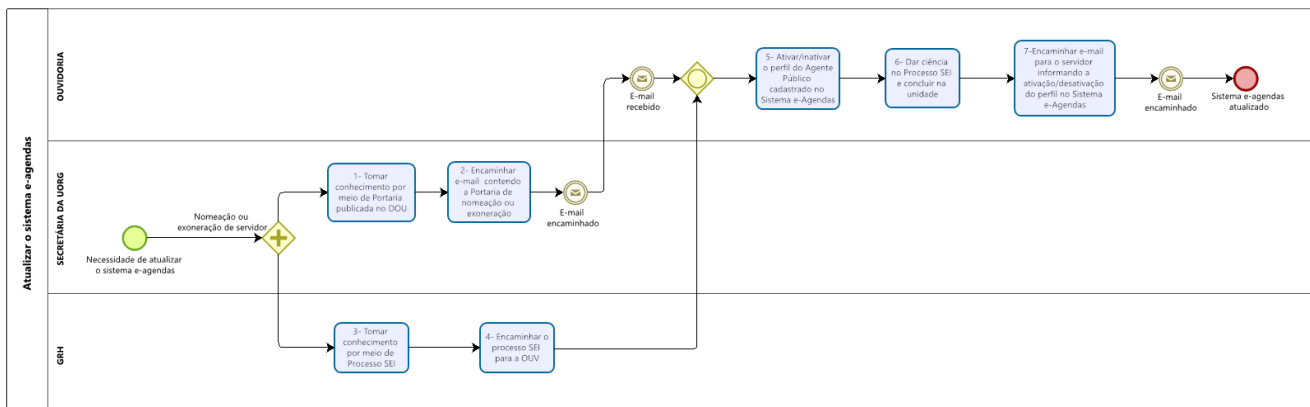 Atualizar o sistema e-agendas
OUVIDORIA
E-mail
recebido
5- Ativar/inativar
o perfil do Agente
Público
cadastrado no
Sistema e-Agendas
6- Dar ciência
no Processo SEI
e concluir na
unidade
7-Encaminhar e-mail
para o servidor
informando a
ativação/desativação
do perfil no Sistema
e-Agendas
E-mail
encaminhado
Sistema e-agendas
atualizado
SECRETÁRIA DA UORG
Necessidade de atualizar
o sistema e-agendas
Nomeação ou
exoneração de servidor
1- Tomar
conhecimento por
meio de Portaria
publicada no DOU
2- Encaminhar
e-mail contendo
a Portaria de
nomeação ou
exoneração
E-mail
encaminhado
GRH
3- Tomar
conhecimento
por meio de
Processo SEI
4- Encaminhar o
processo SEI
para a OUV